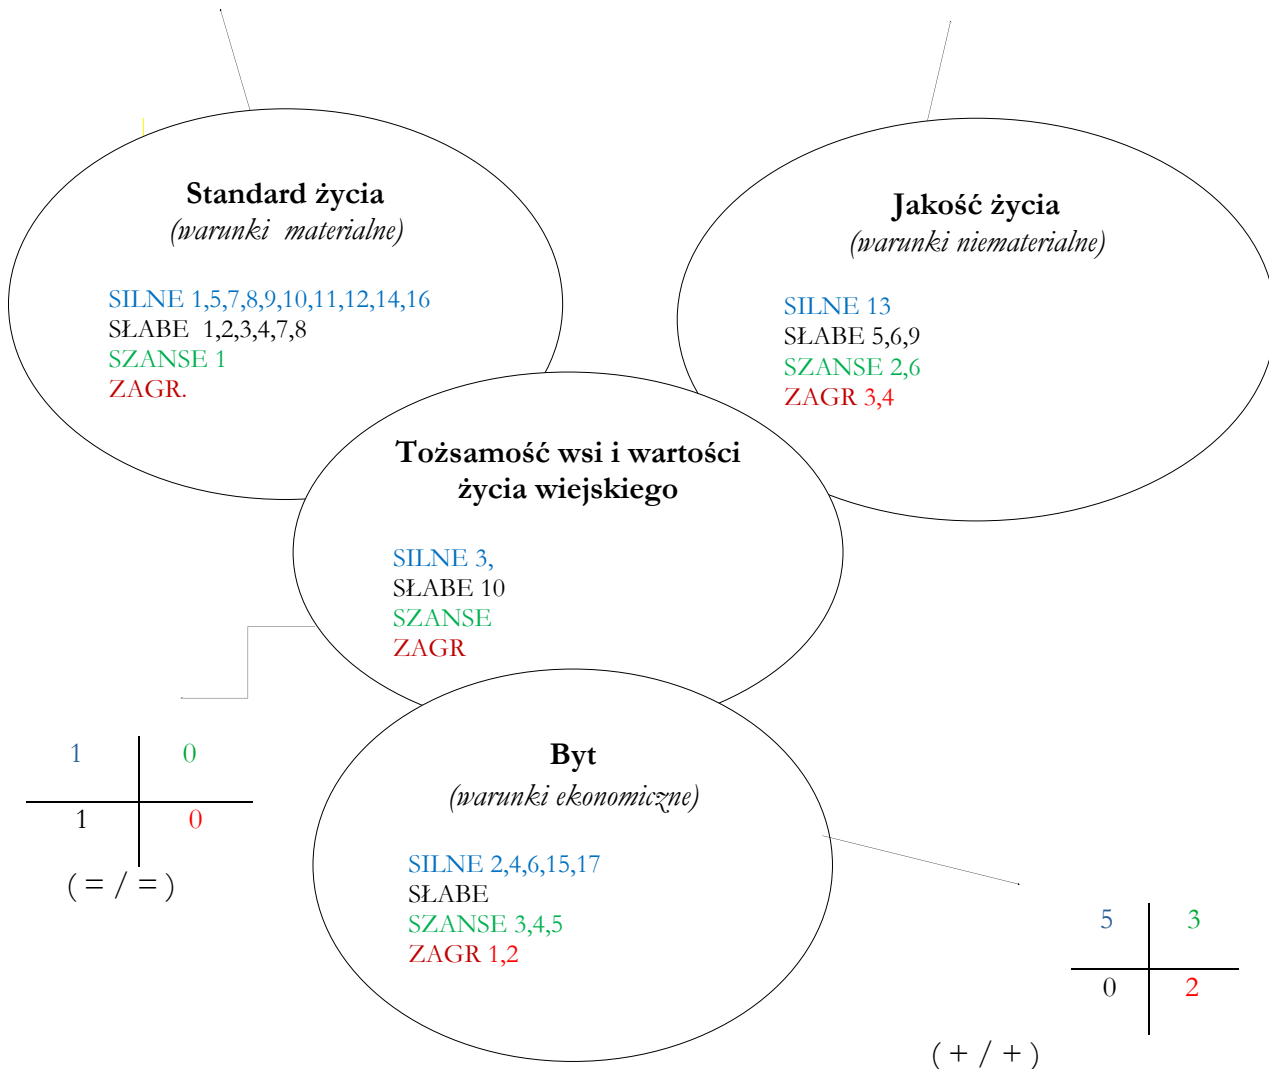 Standard życia
(warunki materialne)
SILNE 1,5,7,8,9,10,11,12,14,16
SŁABE 1,2,3,4,7,8
SZANSE 1
ZAGR.
Jakość życia
(warunki niematerialne)
SILNE 13
SŁABE 5,6,9
SZANSE 2,6
ZAGR 3,4
Tożsamość wsi i wartości
życia wiejskiego
SILNE 3,
SŁABE 10
SZANSE
ZAGR
1 0
1 0
( = / = )
Byt
(warunki ekonomiczne)
SILNE 2,4,6,15,17
SŁABE
SZANSE 3,4,5
ZAGR 1,2
5 3
0 2
( + / + )